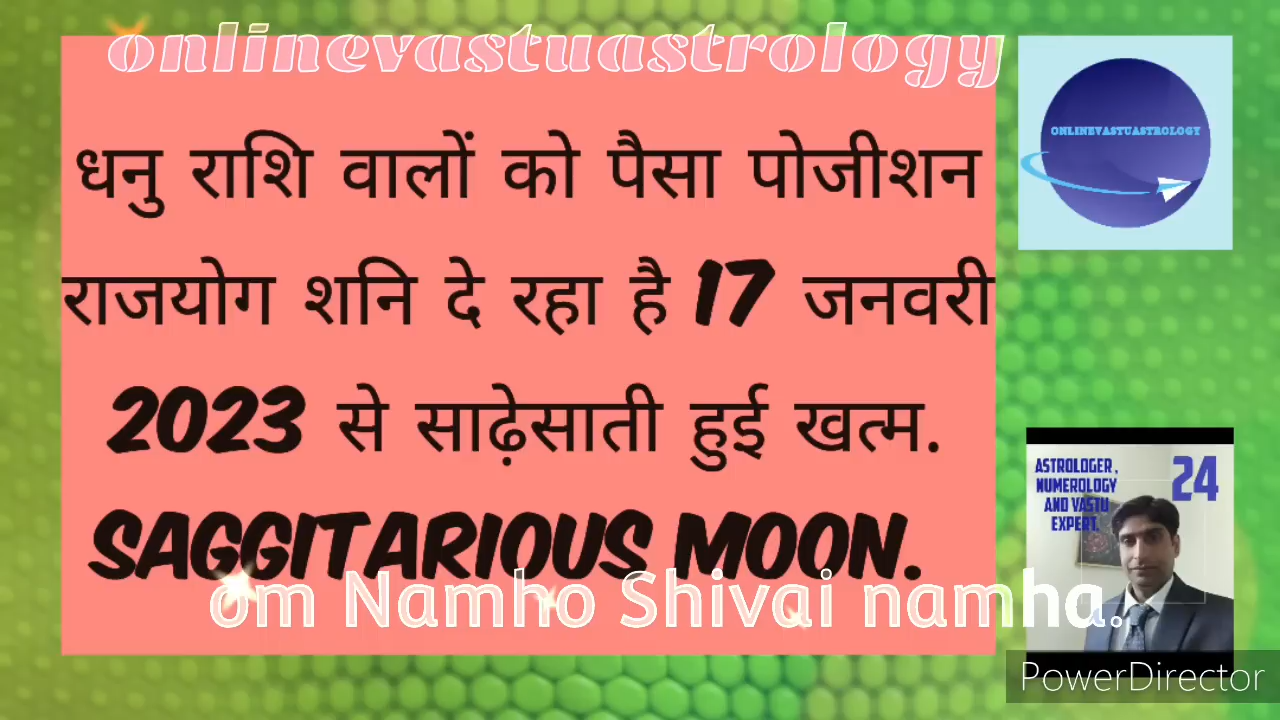 onlinevastuastrology
धनु राशि वालों को पैसा पोजीशन
राजयोग शनि दे रहा है 17 जनवरी
2023 से साढ़ेसाती हुई खत्म.
SAGGITARIOUS MOON.
om Namho Shivai namha.
ONLINEVASTUASTROLOGY
ASTROLOGER,
NUMEROLOGY
AND VASTU
EXPERT.
24
PowerDirector